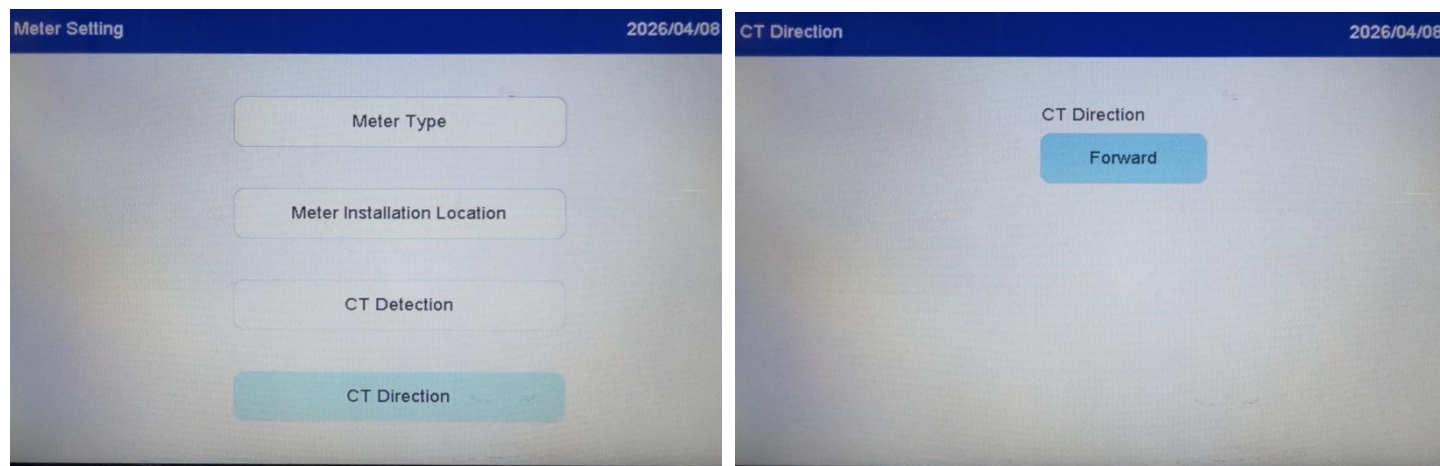 Meter Setting 2026/04/08
Meter Type
Meter Installation Location
CT Detection
CT Direction
CT Direction 2026/04/08
CT Direction
Forward